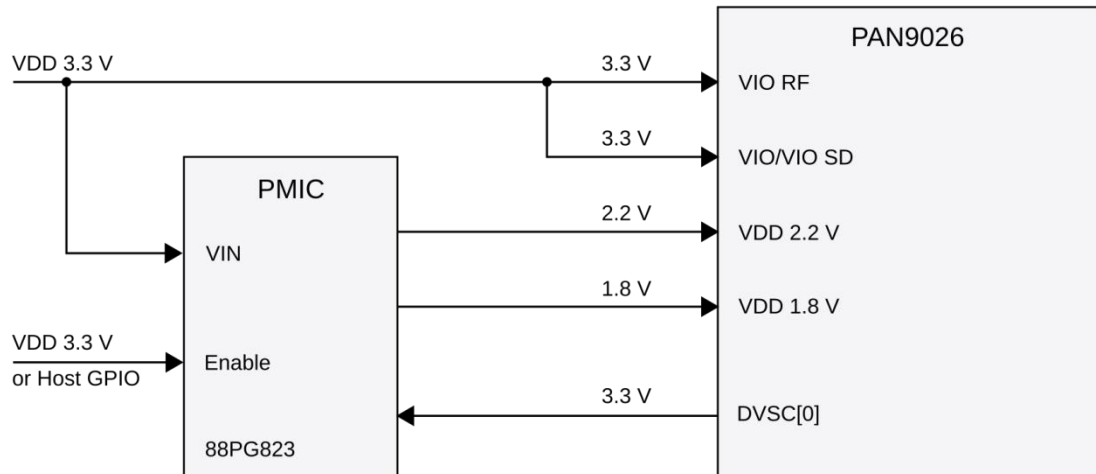 PAN9026
VDD 3.3 V
3.3 V
VIO RF
3.3 V
VIO/VIO SD
PMIC
2.2 V
VDD 2.2 V
VIN
1.8 V
VDD 1.8 V
VDD 3.3 V
or Host GPIO
Enable
3.3 V
DVSC[0]
88PG823